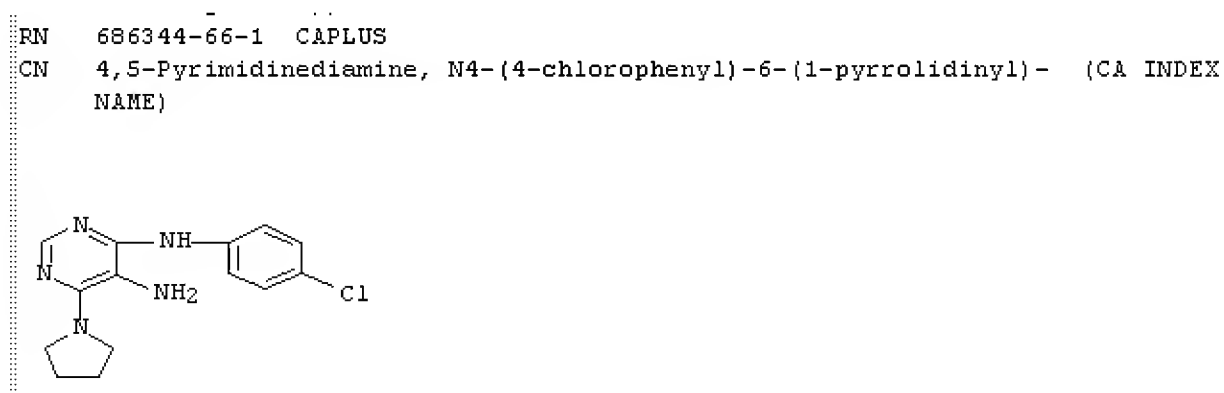 RN 686344-66-1 CAPLUS
CN 4,5-Pyrimidinediamine, N4-(4-chlorophenyl)-6-(1-pyrrolidinyl)- (CA INDEX
NAME)
N
NH
N
NH2
Cl
N